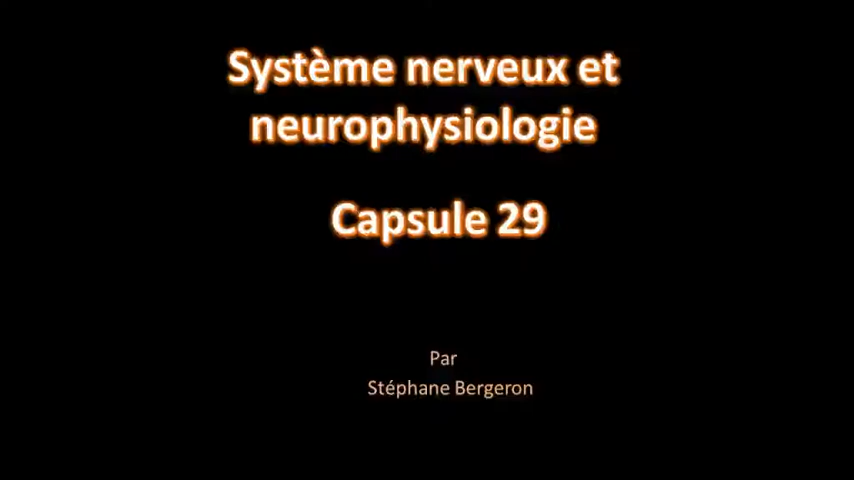 Système nerveux et
neurophysiologie
Capsule 29
Par
Stéphane Bergeron